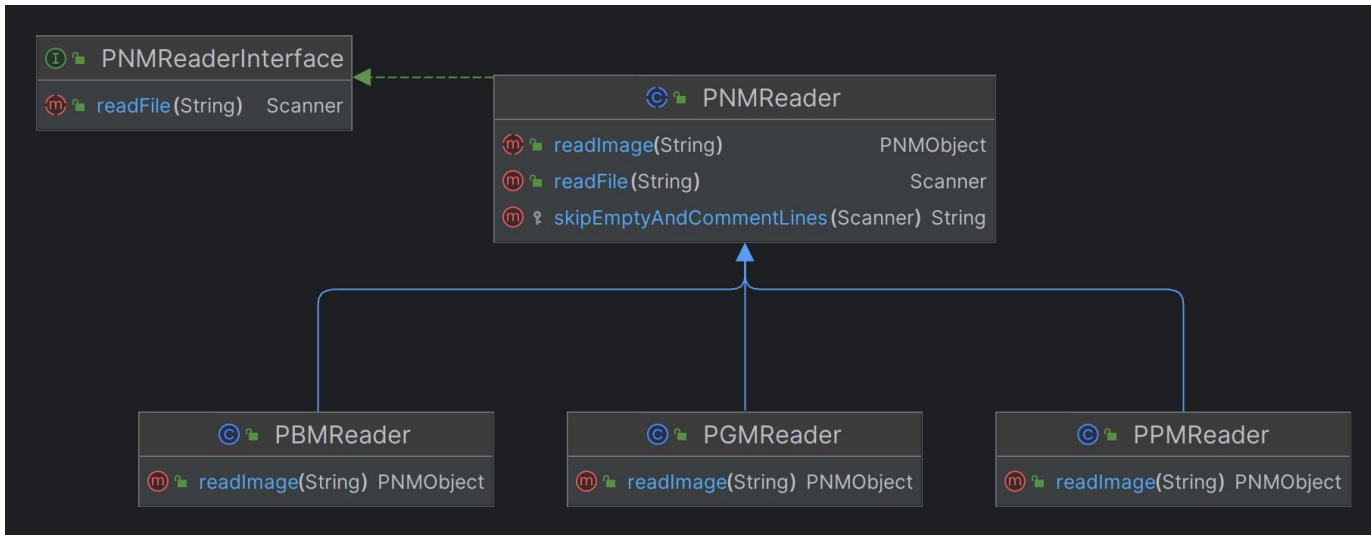 I PNMReaderInterface
m readFile(String) Scanner
C PNMReader
m readImage(String) PNMObject
m readFile(String) Scanner
m skipEmptyAndCommentLines(Scanner) String
C PBMReader
m readImage(String) PNMObject
C PGMReader
m readImage(String) PNMObject
C PPMReader
m readImage(String) PNMObject